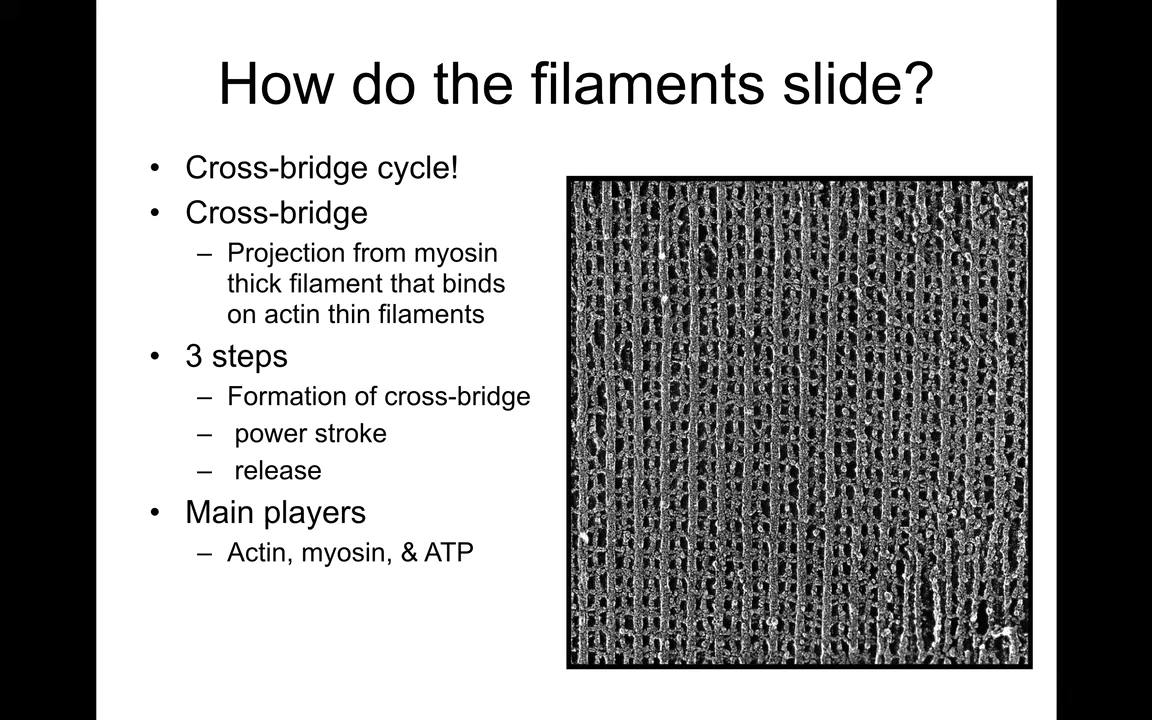 How do the filaments slide?
• Cross-bridge cycle!
• Cross-bridge
– Projection from myosin
thick filament that binds
on actin thin filaments
• 3 steps
– Formation of cross-bridge
– power stroke
– release
• Main players
– Actin, myosin, & ATP